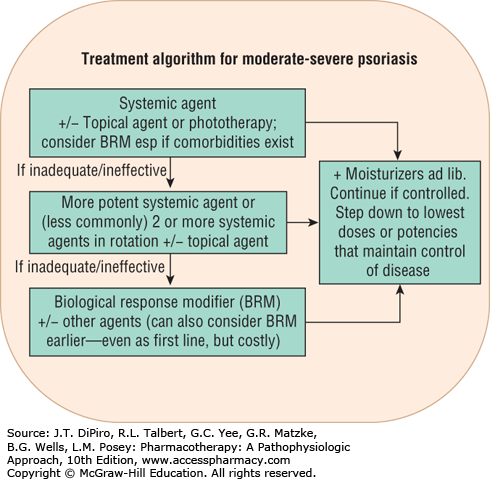 Treatment algorithm for moderate-severe psoriasis
Systemic agent
+/− Topical agent or phototherapy;
consider BRM esp if comorbidities exist
If inadequate/ineffective
More potent systemic agent or
(less commonly) 2 or more systemic
agents in rotation +/− topical agent
If inadequate/ineffective
Biological response modifier (BRM)
+/− other agents (can also consider BRM
earlier—even as first line, but costly)
+ Moisturizers ad lib.
Continue if controlled.
Step down to lowest
doses or potencies
that maintain control
of disease
Source: J.T. DiPiro, R.L. Talbert, G.C. Yee, G.R. Matzke,
B.G. Wells, L.M. Posey: Pharmacotherapy: A Pathophysiologic
Approach, 10th Edition, www.accesspharmacy.com
Copyright © McGraw-Hill Education. All rights reserved.